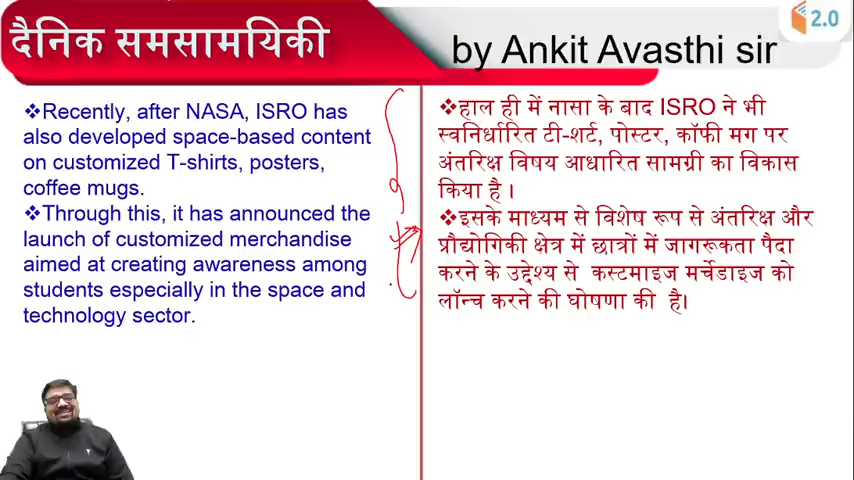 दैनिक समसामयिकी
by Ankit Avasthi sir
2.0
❖Recently, after NASA, ISRO has
also developed space-based content
on customized T-shirts, posters,
coffee mugs.
❖Through this, it has announced the
launch of customized merchandise
aimed at creating awareness among
students especially in the space and
technology sector.
❖हाल ही में नासा के बाद ISRO ने भी
स्वनिर्धारित टी-शर्ट, पोस्टर, कॉफी मग पर
अंतरिक्ष विषय आधारित सामग्री का विकास
किया है ।
❖इसके माध्यम से विशेष रूप से अंतरिक्ष और
प्रौद्योगिकी क्षेत्र में छात्रों में जागरूकता पैदा
करने के उद्देश्य से कस्टमाइज मर्चेंडाइज को
लॉन्च करने की घोषणा की है।